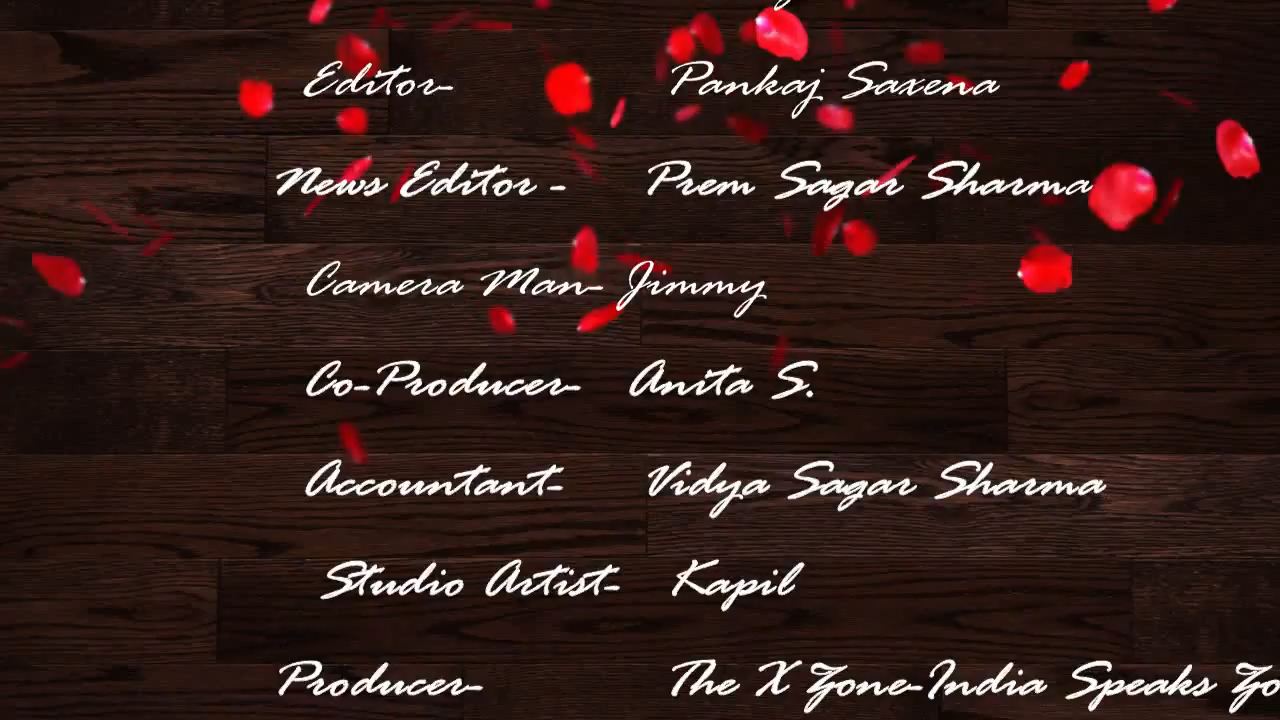 Editor- Pankaj Saxena
News Editor - Prem Sagar Sharma
Camera Man- Jimmy
Co-Producer- Anita S.
Accountant- Vidya Sagar Sharma
Studio Artist- Kapil
Producer- The X Zone-India Speaks